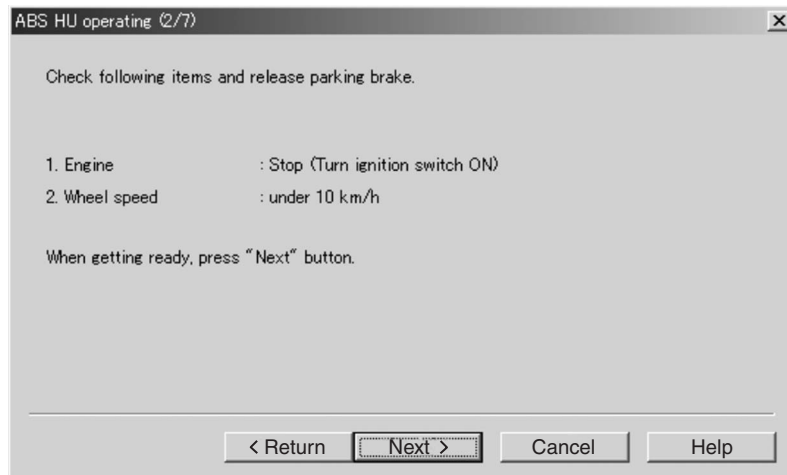 ABS HU operating (2/7)
Check following items and release parking brake.
1. Engine : Stop (Turn ignition switch ON)
2. Wheel speed : under 10 km/h
When getting ready, press "Next" button.
< Return Next > Cancel Help